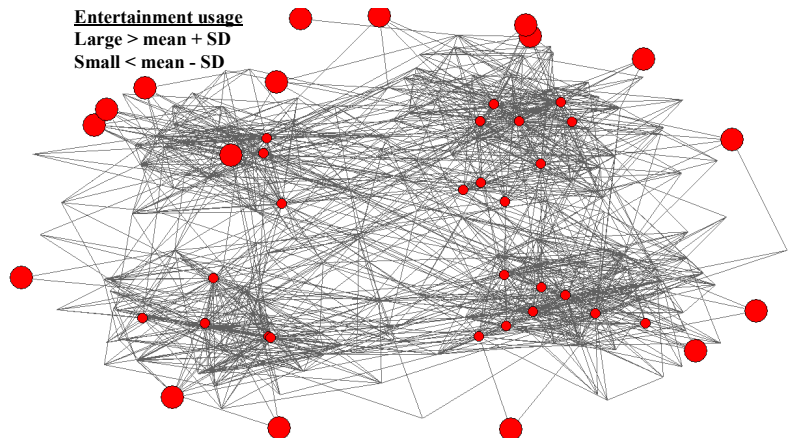 Entertainment usage
Large > mean + SD
Small < mean - SD